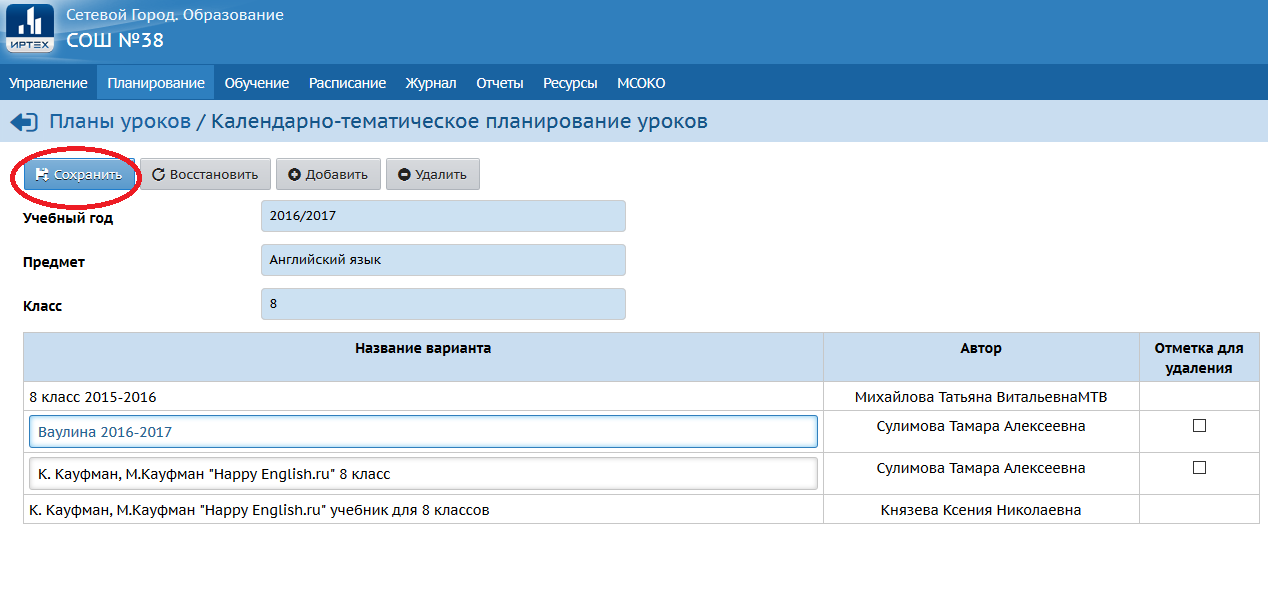 Сетевой Город. Образование
ИРТЕХ
СОШ №38
Управление Планирование Обучение Расписание Журнал Отчеты Ресурсы МСОКО
Планы уроков / Календарно-тематическое планирование уроков
Сохранить Восстановить Добавить Удалить
Учебный год 2016/2017
Предмет Английский язык
Класс 8
Название варианта Автор Отметка для
удаления
8 класс 2015-2016 Михайлова Татьяна ВитальевнаМТВ
Ваулина 2016-2017 Сулимова Тамара Алексеевна
К. Кауфман, М.Кауфман "Happy English.ru" 8 класс Сулимова Тамара Алексеевна
К. Кауфман, М.Кауфман "Happy English.ru" учебник для 8 классов Князева Ксения Николаевна